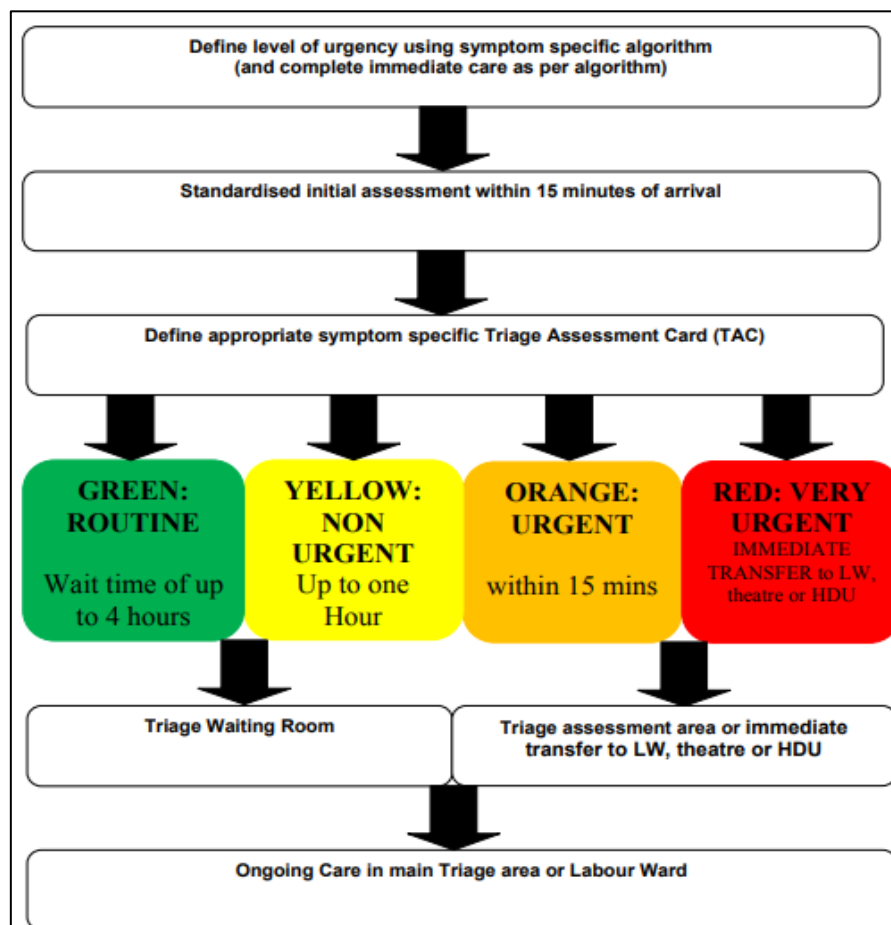 Define level of urgency using symptom specific algorithm
(and complete immediate care as per algorithm)
Standardised initial assessment within 15 minutes of arrival
Define appropriate symptom specific Triage Assessment Card (TAC)
GREEN:
ROUTINE
Wait time of up
to 4 hours
YELLOW:
NON
URGENT
Up to one
Hour
ORANGE:
URGENT
within 15 mins
RED: VERY
URGENT
IMMEDIATE
TRANSFER to LW,
theatre or HDU
Triage Waiting Room
Triage assessment area or immediate
transfer to LW, theatre or HDU
Ongoing Care in main Triage area or Labour Ward